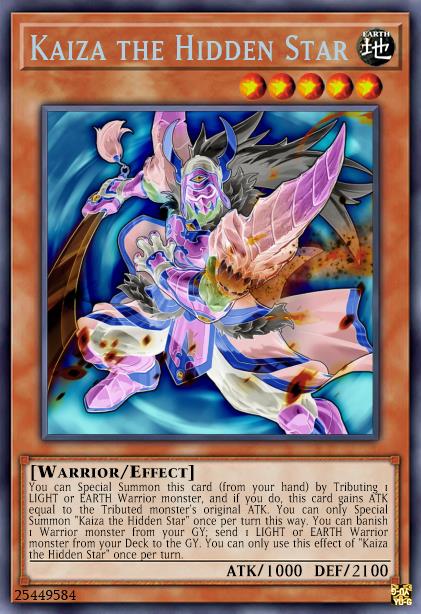 KAIZA THE HIDDEN STAR
EARTH
地
[WARRIOR/EFFECT]
You can Special Summon this card (from your hand) by Tributing 1
LIGHT or EARTH Warrior monster, and if you do, this card gains ATK
equal to the Tributed monster's original ATK. You can only Special
Summon "Kaiza the Hidden Star" once per turn this way. You can banish
1 Warrior monster from your GY; send 1 LIGHT or EARTH Warrior
monster from your Deck to the GY. You can only use this effect of "Kaiza
the Hidden Star" once per turn.
ATK/1000 DEF/2100
25449584